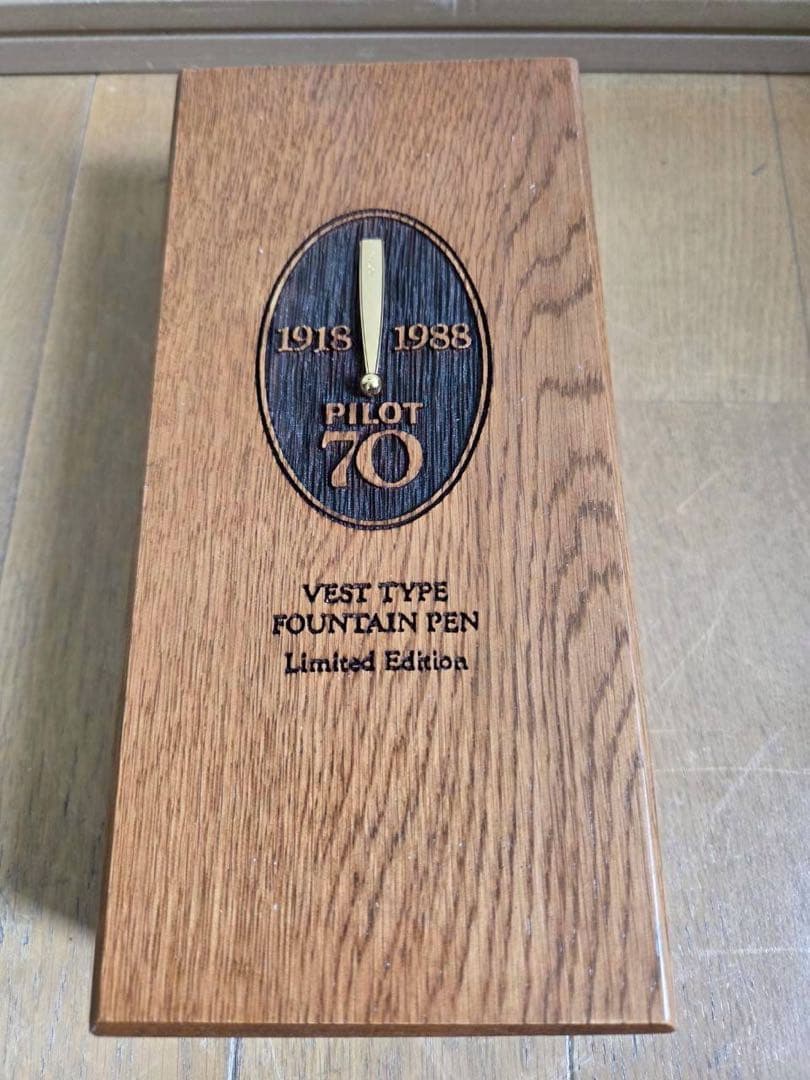 1918 1988
PILOT
70
VEST TYPE
FOUNTAIN PEN
Limited Edition